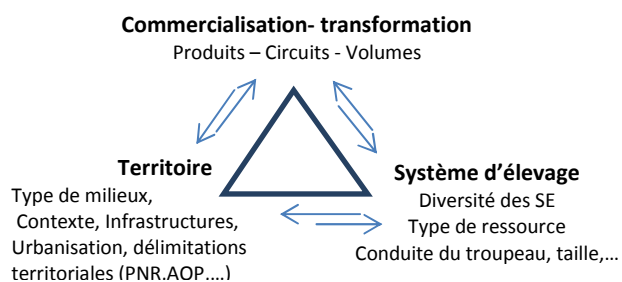 Commercialisation- transformation
Produits – Circuits - Volumes
Territoire
Type de milieux,
Contexte, Infrastructures,
Urbanisation, délimitations
territoriales (PNR.AOP.…)
Système d'élevage
Diversité des SE
Type de ressource
Conduite du troupeau, taille,…